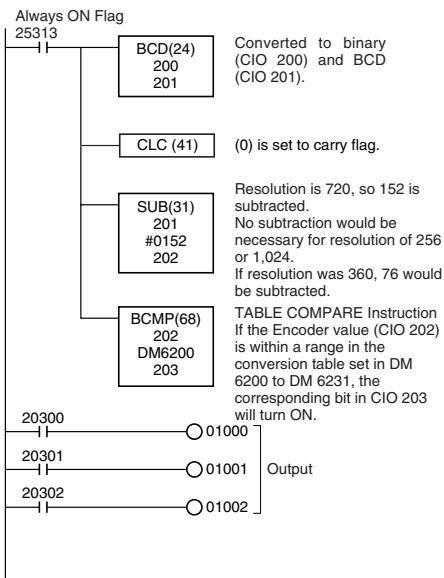 Always ON Flag
25313
BCD(24)
200
201
Converted to binary
(CIO 200) and BCD
(CIO 201).
CLC (41)
(0) is set to carry flag.
SUB(31)
201
#0152
202
Resolution is 720, so 152 is
subtracted.
No subtraction would be
necessary for resolution of 256
or 1,024.
If resolution was 360, 76 would
be subtracted.
BCMP(68)
202
DM6200
203
TABLE COMPARE Instruction
If the Encoder value (CIO 202)
is within a range in the
conversion table set in DM
6200 to DM 6231, the
corresponding bit in CIO 203
will turn ON.
20300
01000
20301
01001
Output
20302
01002